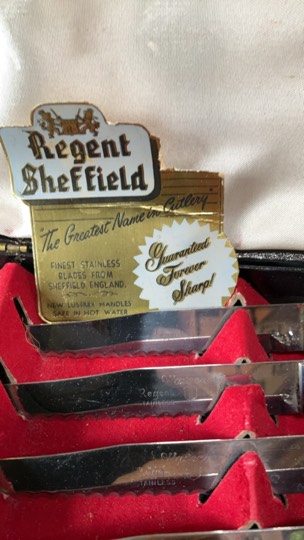 Regent
Sheffield
"The Greatest Name in Cutlery"
FINEST STAINLESS
BLADES FROM
SHEFFIELD, ENGLAND.
NEW LUSTREX HANDLES
SAFE IN HOT WATER
Guaranteed
Forever
Sharp!
STAINLESS